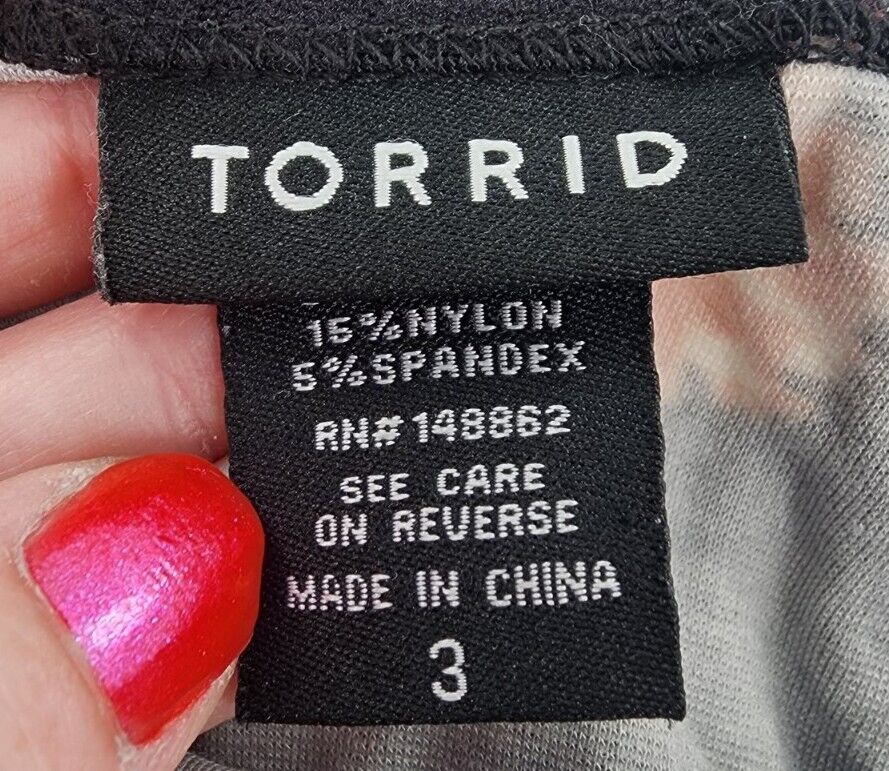 TORRID
15%NYLON
5%SPANDEX
RN#148862
SEE CARE
ON REVERSE
MADE IN CHINA
3